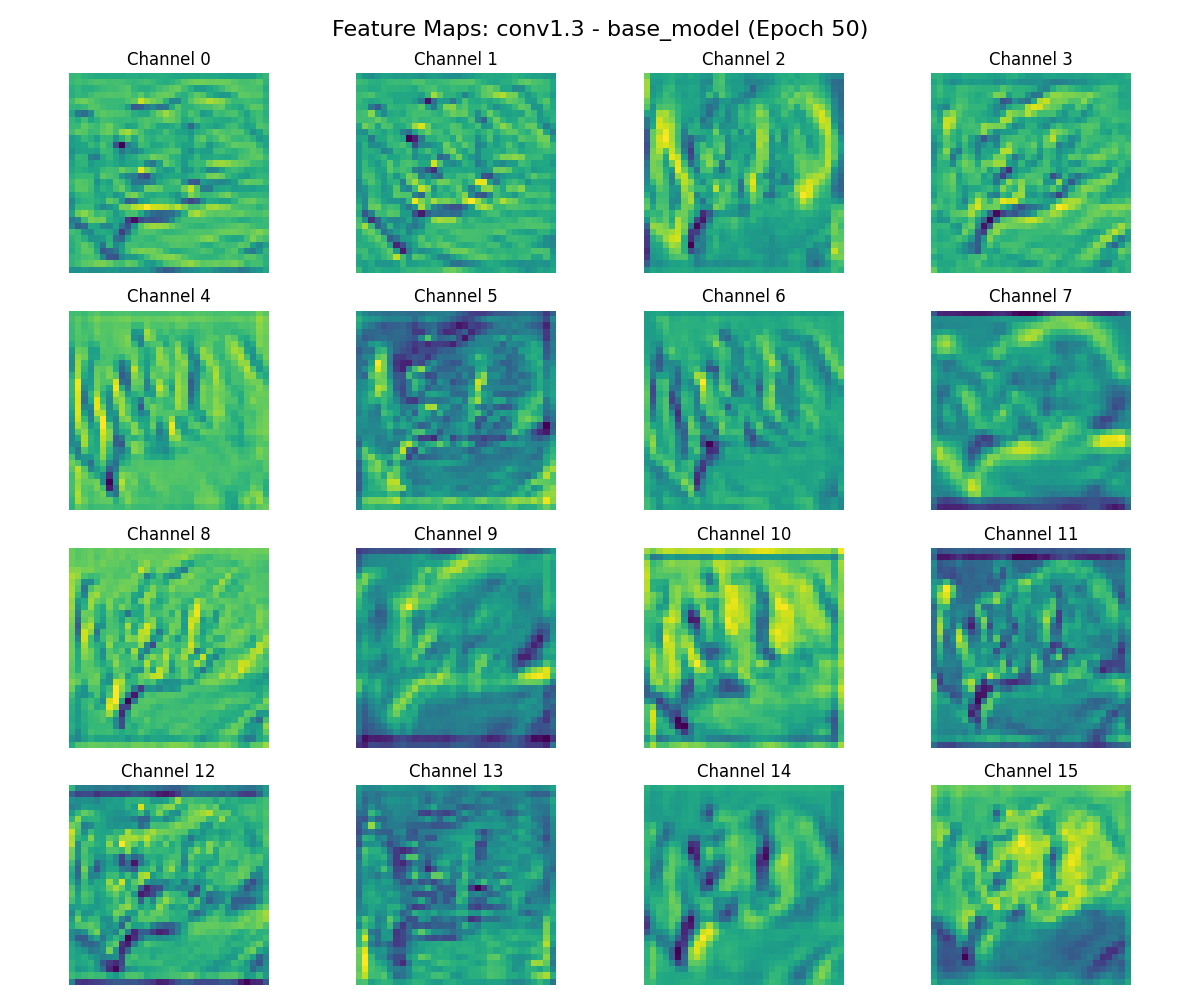 Feature Maps: conv1.3 - base_model (Epoch 50)
Channel 0
Channel 1
Channel 2
Channel 3
Channel 4
Channel 5
Channel 6
Channel 7
Channel 8
Channel 9
Channel 10
Channel 11
Channel 12
Channel 13
Channel 14
Channel 15